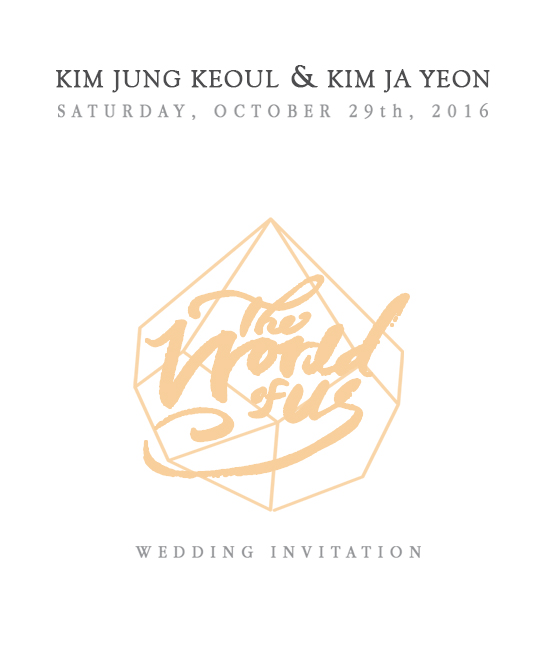 KIM JUNG KEOUL & KIM JA YEON
SATURDAY, OCTOBER 29th, 2016
The
World
of us
WEDDING INVITATION